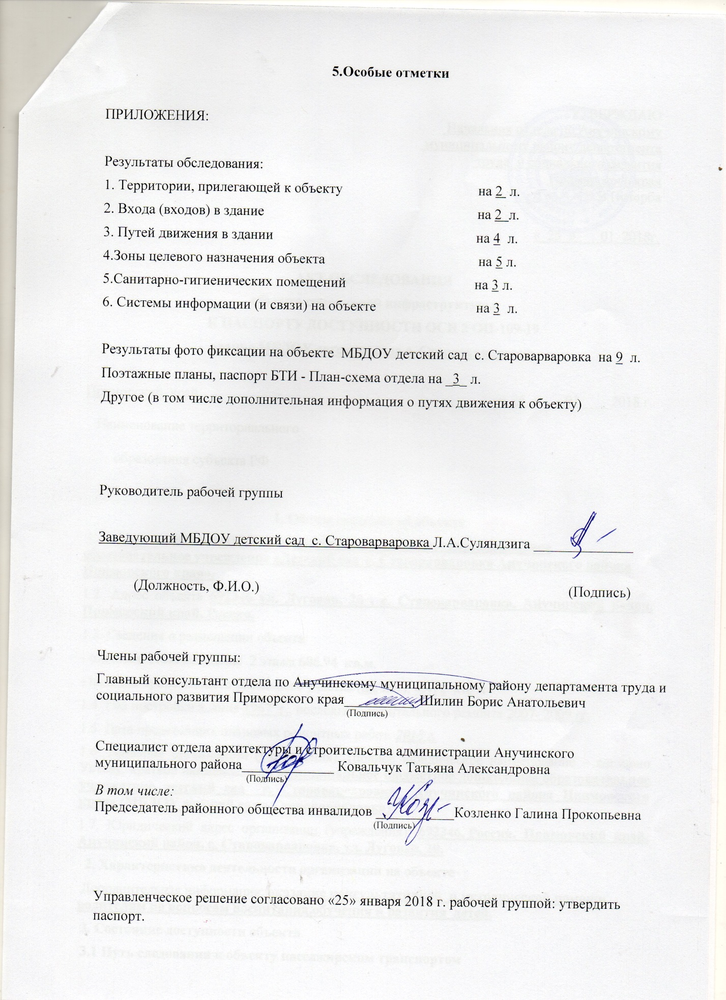 5.Особые отметки
ПРИЛОЖЕНИЯ:
Результаты обследования:
1. Территории, прилегающей к объекту на 2 л.
2. Входа (входов) в здание на 2 л.
3. Путей движения в здании на 4 л.
4.Зоны целевого назначения объекта на 5 л.
5.Санитарно-гигиенических помещений на 3 л.
6. Системы информации (и связи) на объекте на 3 л.
Результаты фото фиксации на объекте МБДОУ детский сад с. Староварваровка на 9 л.
Поэтажные планы, паспорт БТИ - План-схема отдела на _3_ л.
Другое (в том числе дополнительная информация о путях движения к объекту)
Руководитель рабочей группы
Заведующий МБДОУ детский сад с. Староварваровка Л.А.Суляндзига ______________
(Должность, Ф.И.О.) (Подпись)
Члены рабочей группы:
Главный консультант отдела по Анучинскому муниципальному району департамента труда и
социального развития Приморского края__________Шилин Борис Анатольевич
(Подпись)
Специалист отдела архитектуры и строительства администрации Анучинского
муниципального района_____________ Ковальчук Татьяна Александровна
(Подпись)
В том числе:
Председатель районного общества инвалидов ___________Козленко Галина Прокопьевна
(Подпись)
Управленческое решение согласовано «25» января 2018 г. рабочей группой: утвердить
паспорт.